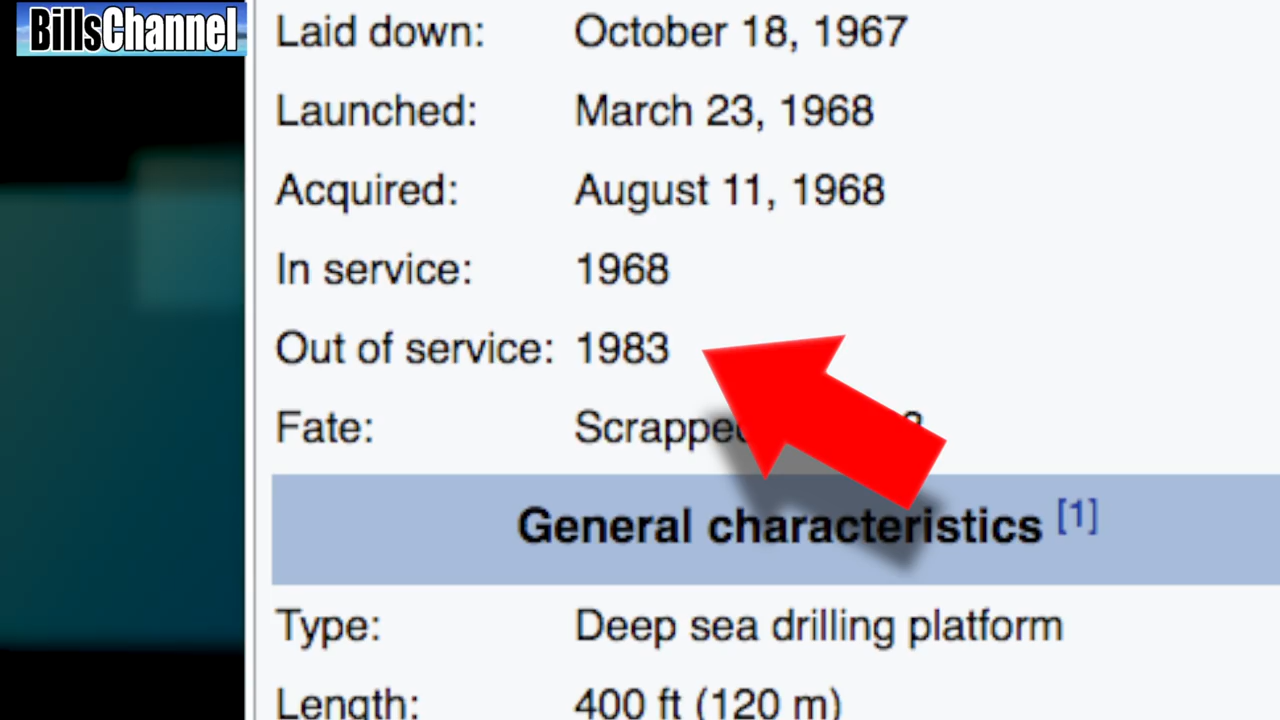 BillsChannel
Laid down: October 18, 1967
Launched: March 23, 1968
Acquired: August 11, 1968
In service: 1968
Out of service: 1983
Fate:
General characteristics [1]
Type: Deep sea drilling platform
Length: 400 ft (120 m)